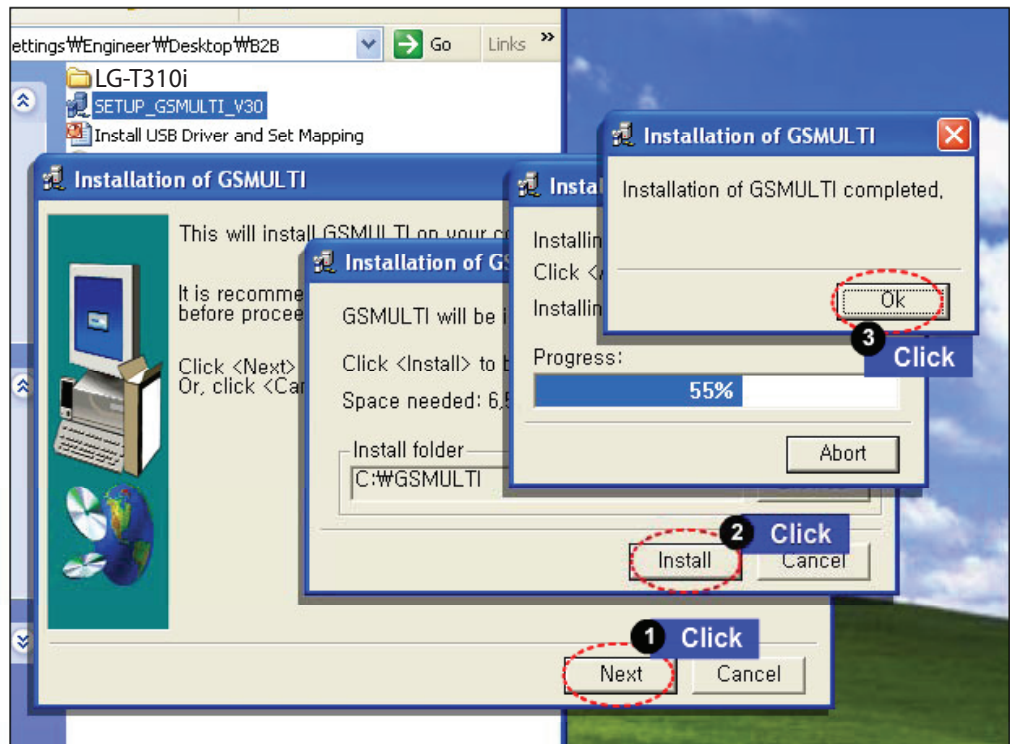 ettings₩Engineer₩Desktop₩B2B Go Links »
LG-T310i
SETUP_GSMULTI_V30
Install USB Driver and Set Mapping
Installation of GSMULTI
This will install GSMULTI on your
It is recomme
before procee
Click <Next>
Or, click <Ca
1 Click
Next Cancel
Installation of G
GSMULTI will be i
Click <Install> to
Space needed: 6,
Install folder
C:₩GSMULTI
2 Click
Install Cancel
Insta
Installin
Click <
Installin
Progress:
55%
Abort
Installation of GSMULTI
Installation of GSMULTI completed,
Ok
3 Click